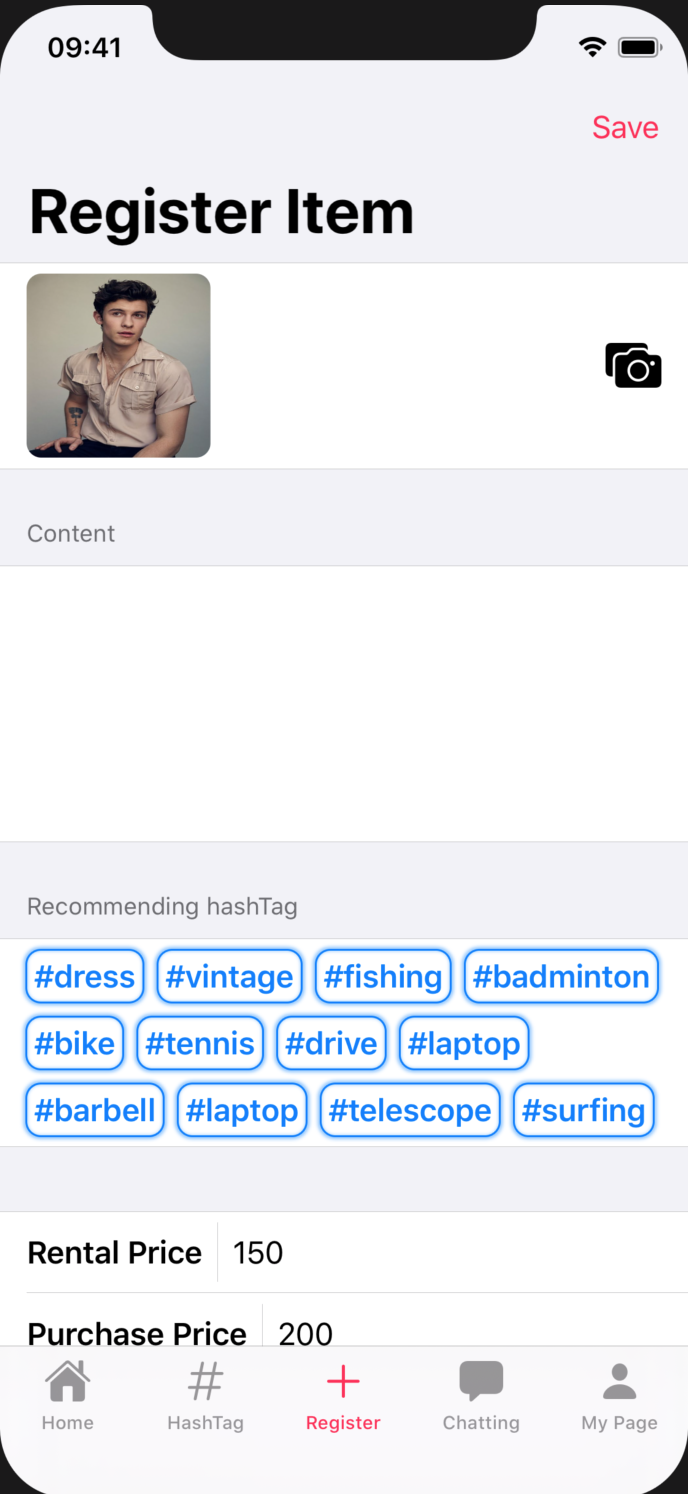 09:41
Save
Register Item
Content
Recommending hashTag
#dress #vintage #fishing #badminton
#bike #tennis #drive #laptop
#barbell #laptop #telescope #surfing
Rental Price 150
Purchase Price 200
Home HashTag Register Chatting My Page